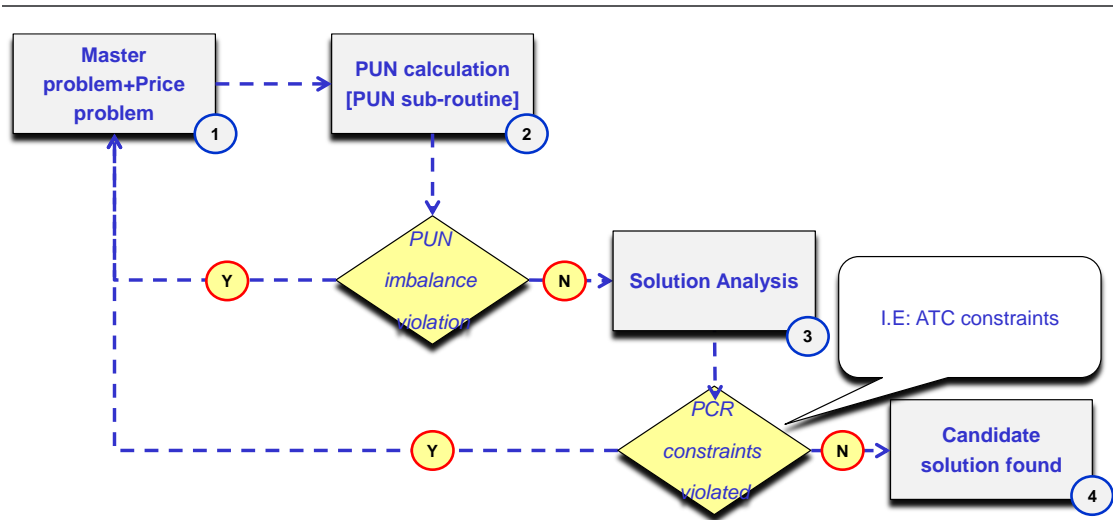 Master
problem+Price
problem
1
PUN calculation
[PUN sub-routine]
2
PUN
imbalance
violation
Y
N
Solution Analysis
3
I.E: ATC constraints
PCR
constraints
violated
Y
N
Candidate
solution found
4